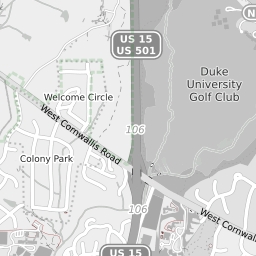 US 15
US 501
Duke
University
Golf Club
Welcome Circle
West Cornwallis Road
106
Colony Park
106
West Cornwal
US 15
N